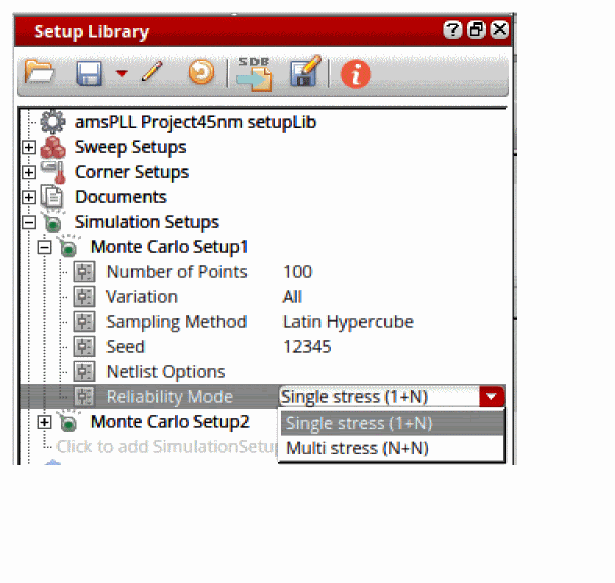 Setup Library
SDB
amsPLL Project45nm setupLib
Sweep Setups
Corner Setups
Documents
Simulation Setups
Monte Carlo Setup1
Number of Points 100
Variation All
Sampling Method Latin Hypercube
Seed 12345
Netlist Options
Reliability Mode Single stress (1+N)
Monte Carlo Setup2 Single stress (1+N)
Click to add SimulationSetu Multi stress (N+N)